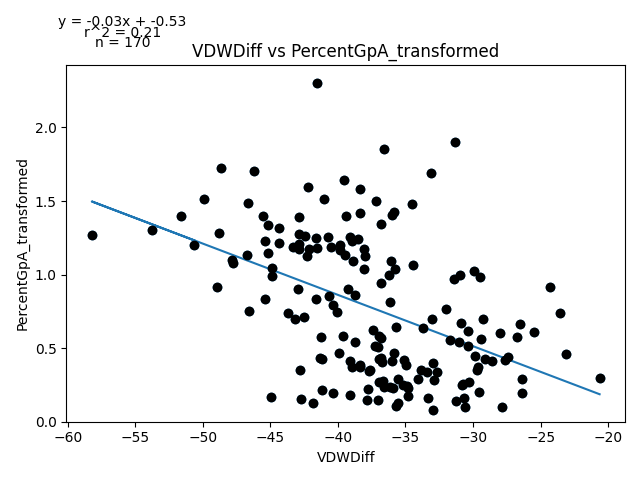 y = -0.03x + -0.53
r^2 = 0.21
n = 170
VDWDiff vs PercentGpA_transformed
PercentGpA_transformed
2.0
1.5
1.0
0.5
0.0
−60
−55
−50
−45
−40
−35
−30
−25
−20
VDWDiff